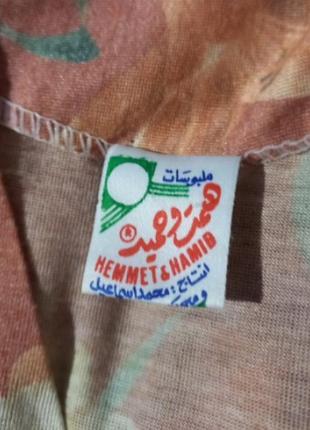 ملبوسات
همت وحميد
®
HEMMET & HAMID
انتاج : محمد اسماعيل